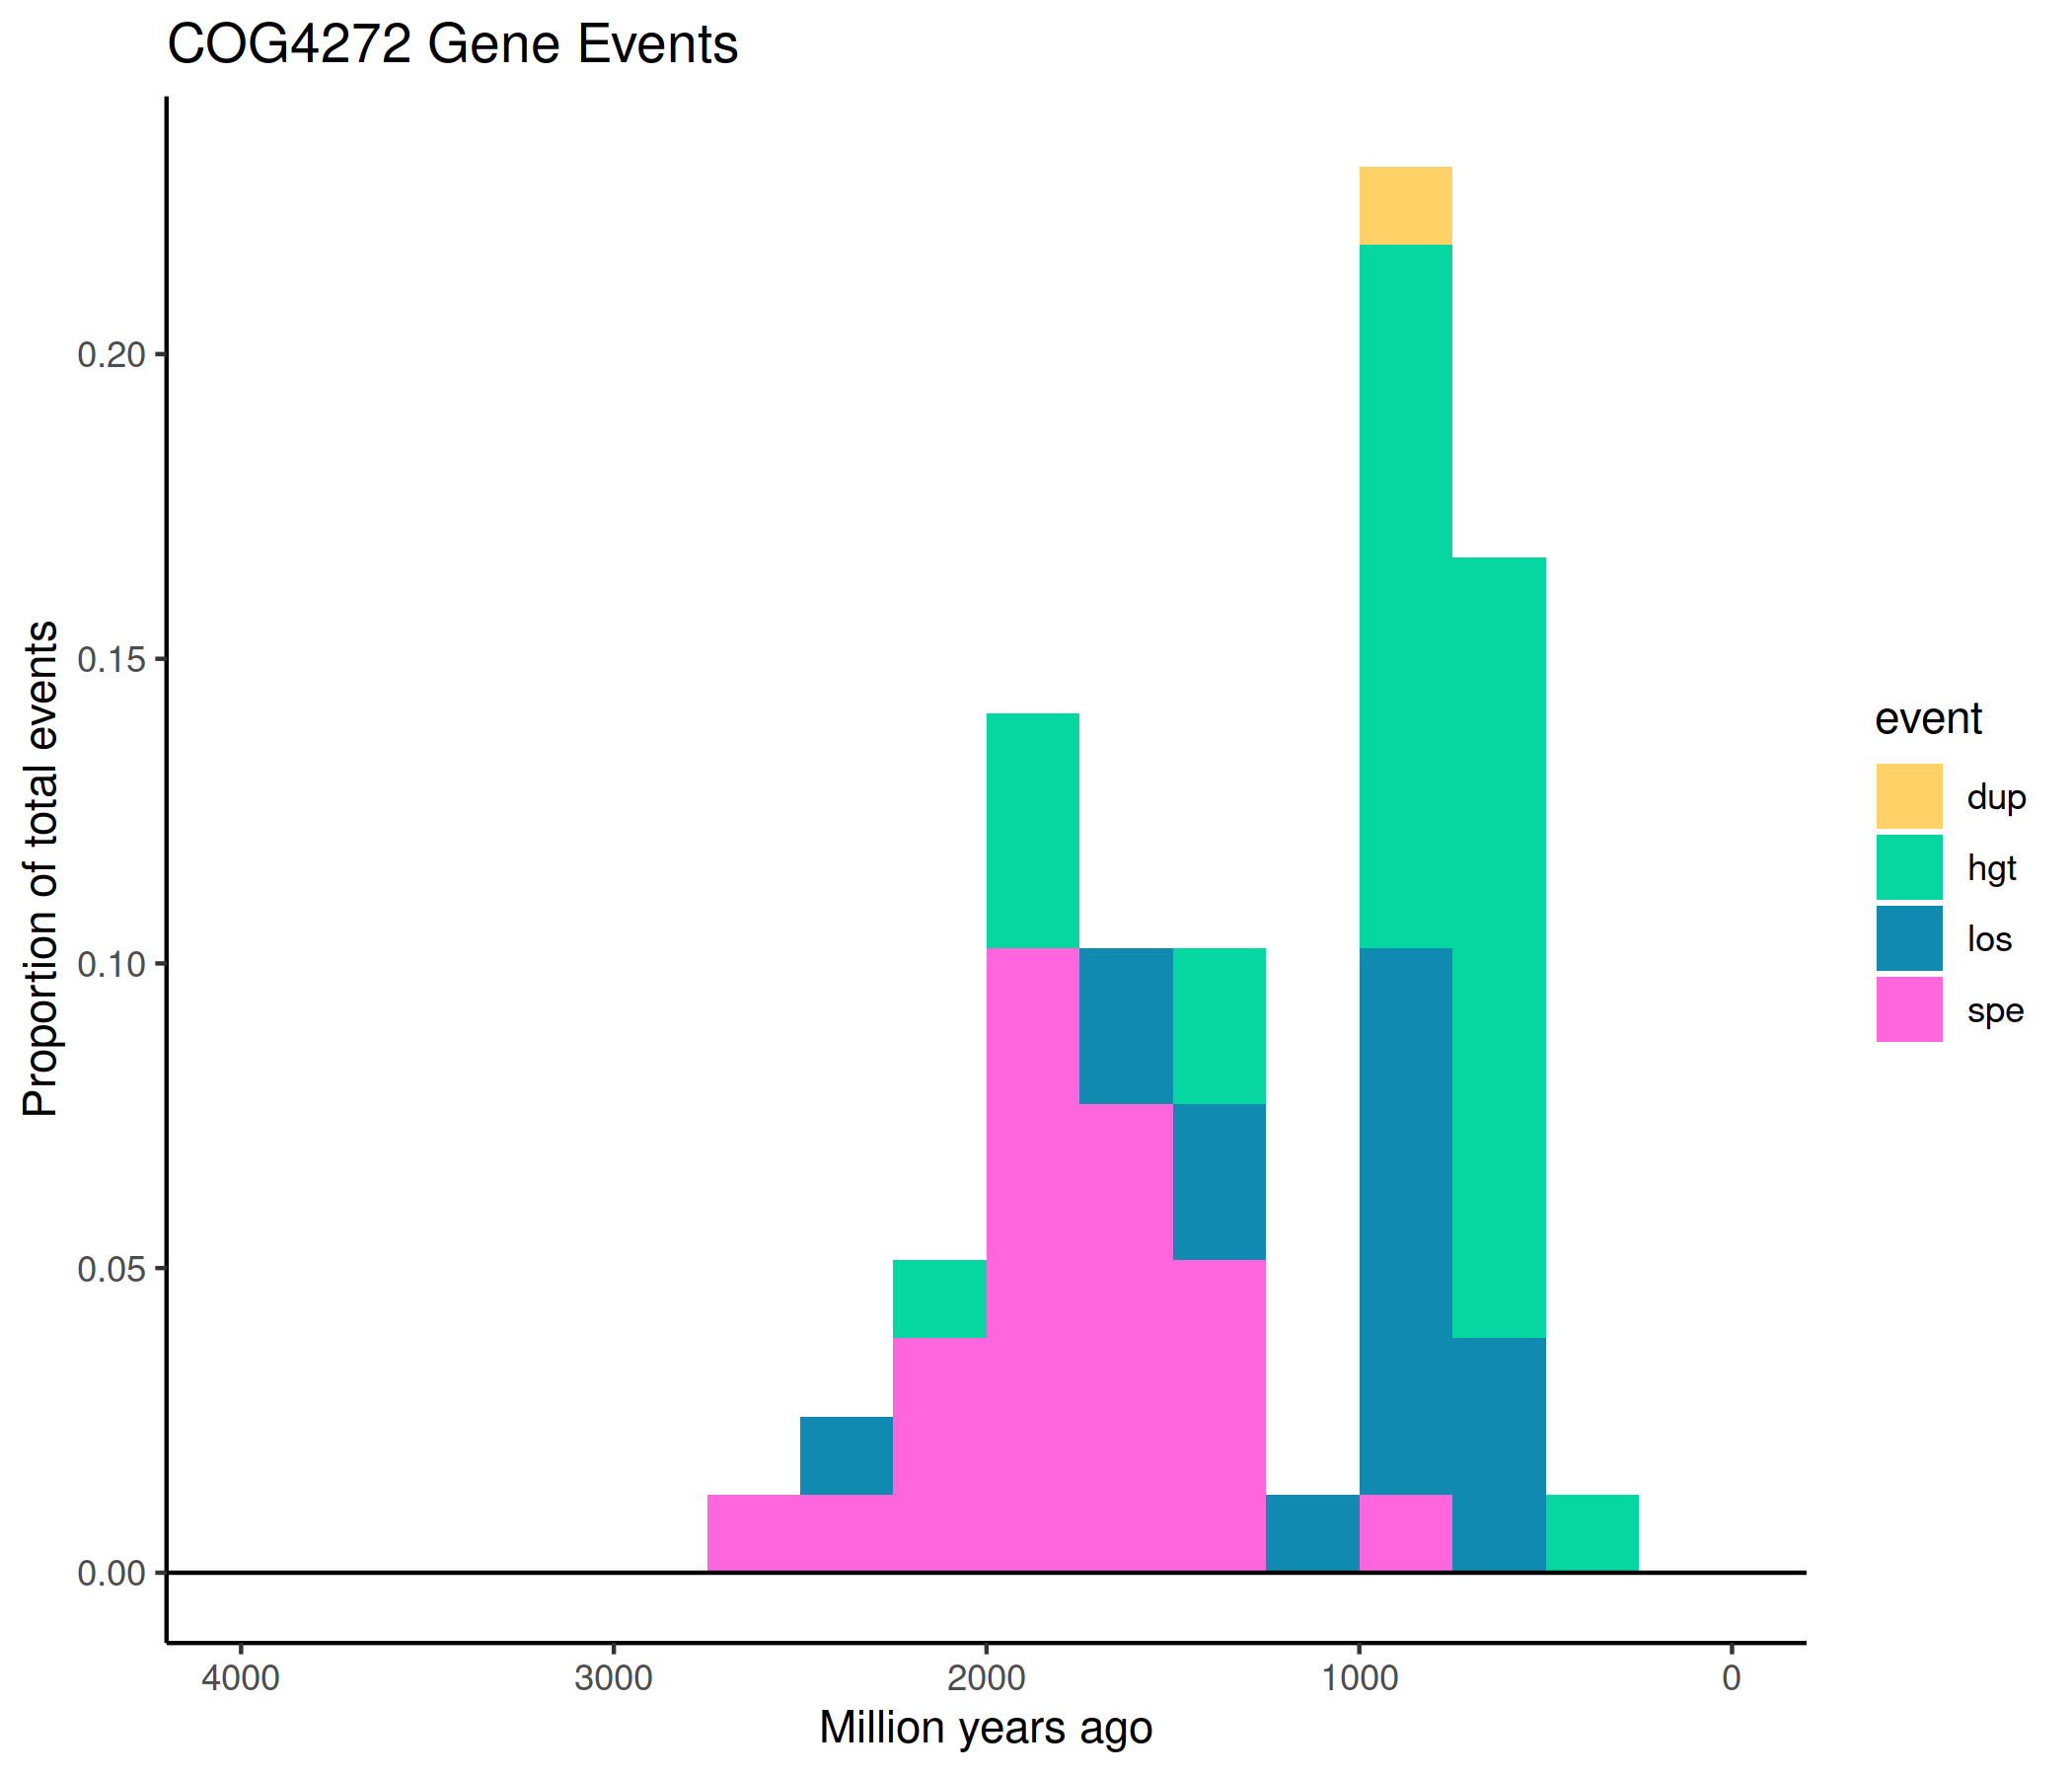 COG4272 Gene Events
Proportion of total events
0.20
0.15
0.10
0.05
0.00
4000 3000 2000 1000 0
Million years ago
event
dup
hgt
los
spe